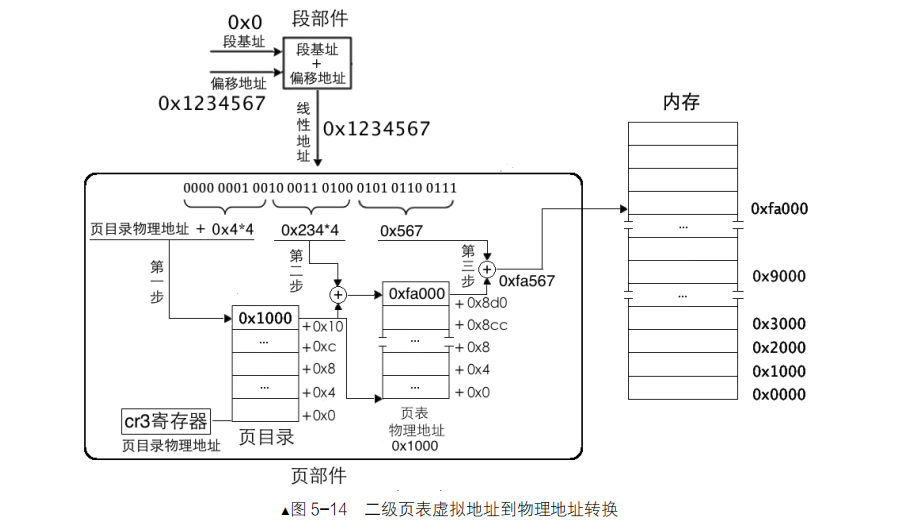 段部件
0x0
段基址
段基址
+
偏移地址
偏移地址
0x1234567
线性地址
0x1234567
内存
0000 0001 0010 0011 0100 0101 0110 0111
页目录物理地址 + 0x4*4
0x234*4
0x567
第一步
第二步
第三步
+
+
0xfa567
0x1000
...
...
+0x10
+0xc
+0x8
+0x4
+0x0
0xfa000
...
+0x8d0
+0x8cc
+0x8
+0x4
+0x0
cr3寄存器
页目录物理地址
页目录
页表
物理地址
0x1000
页部件
0xfa000
...
0x9000
...
0x3000
0x2000
0x1000
0x0000
▲图 5-14 二级页表虚拟地址到物理地址转换